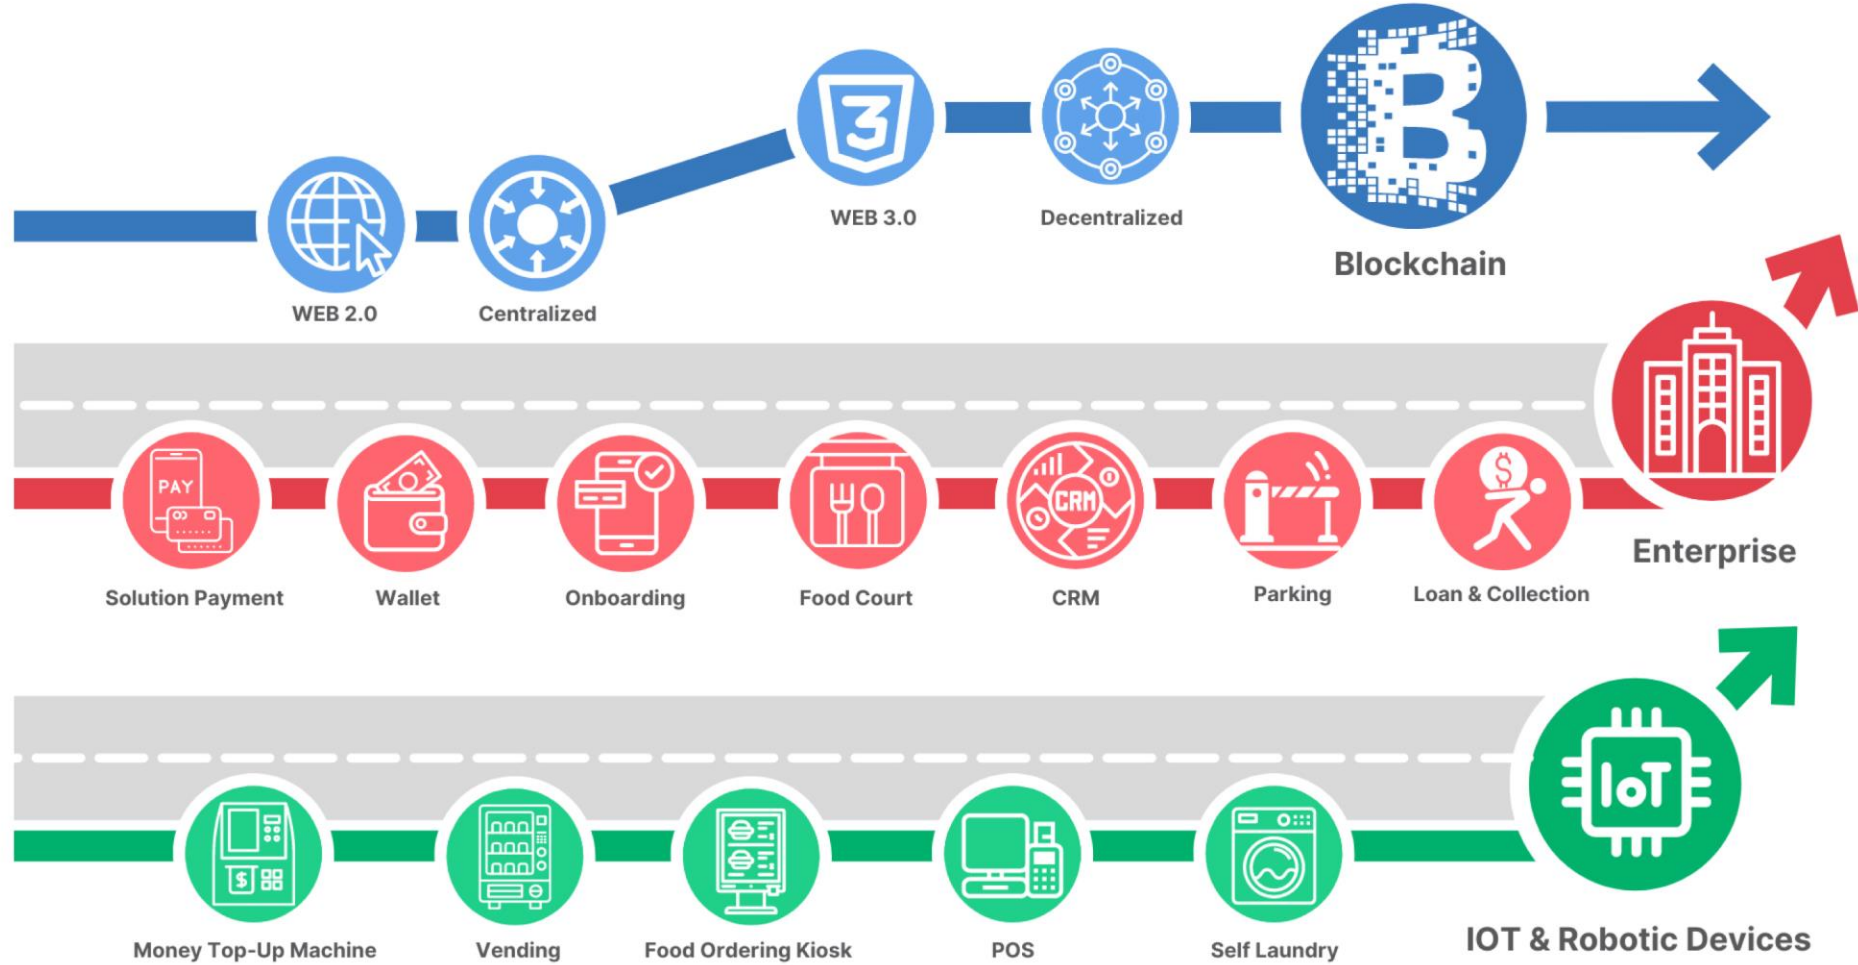 3
WEB 3.0
Decentralized
B
Blockchain
WEB 2.0
Centralized
PAY
Solution Payment
Wallet
Onboarding
Food Court
CRM
CRM
Parking
$
Loan & Collection
Enterprise
$
Money Top-Up Machine
Vending
Food Ordering Kiosk
POS
Self Laundry
IoT
IOT & Robotic Devices